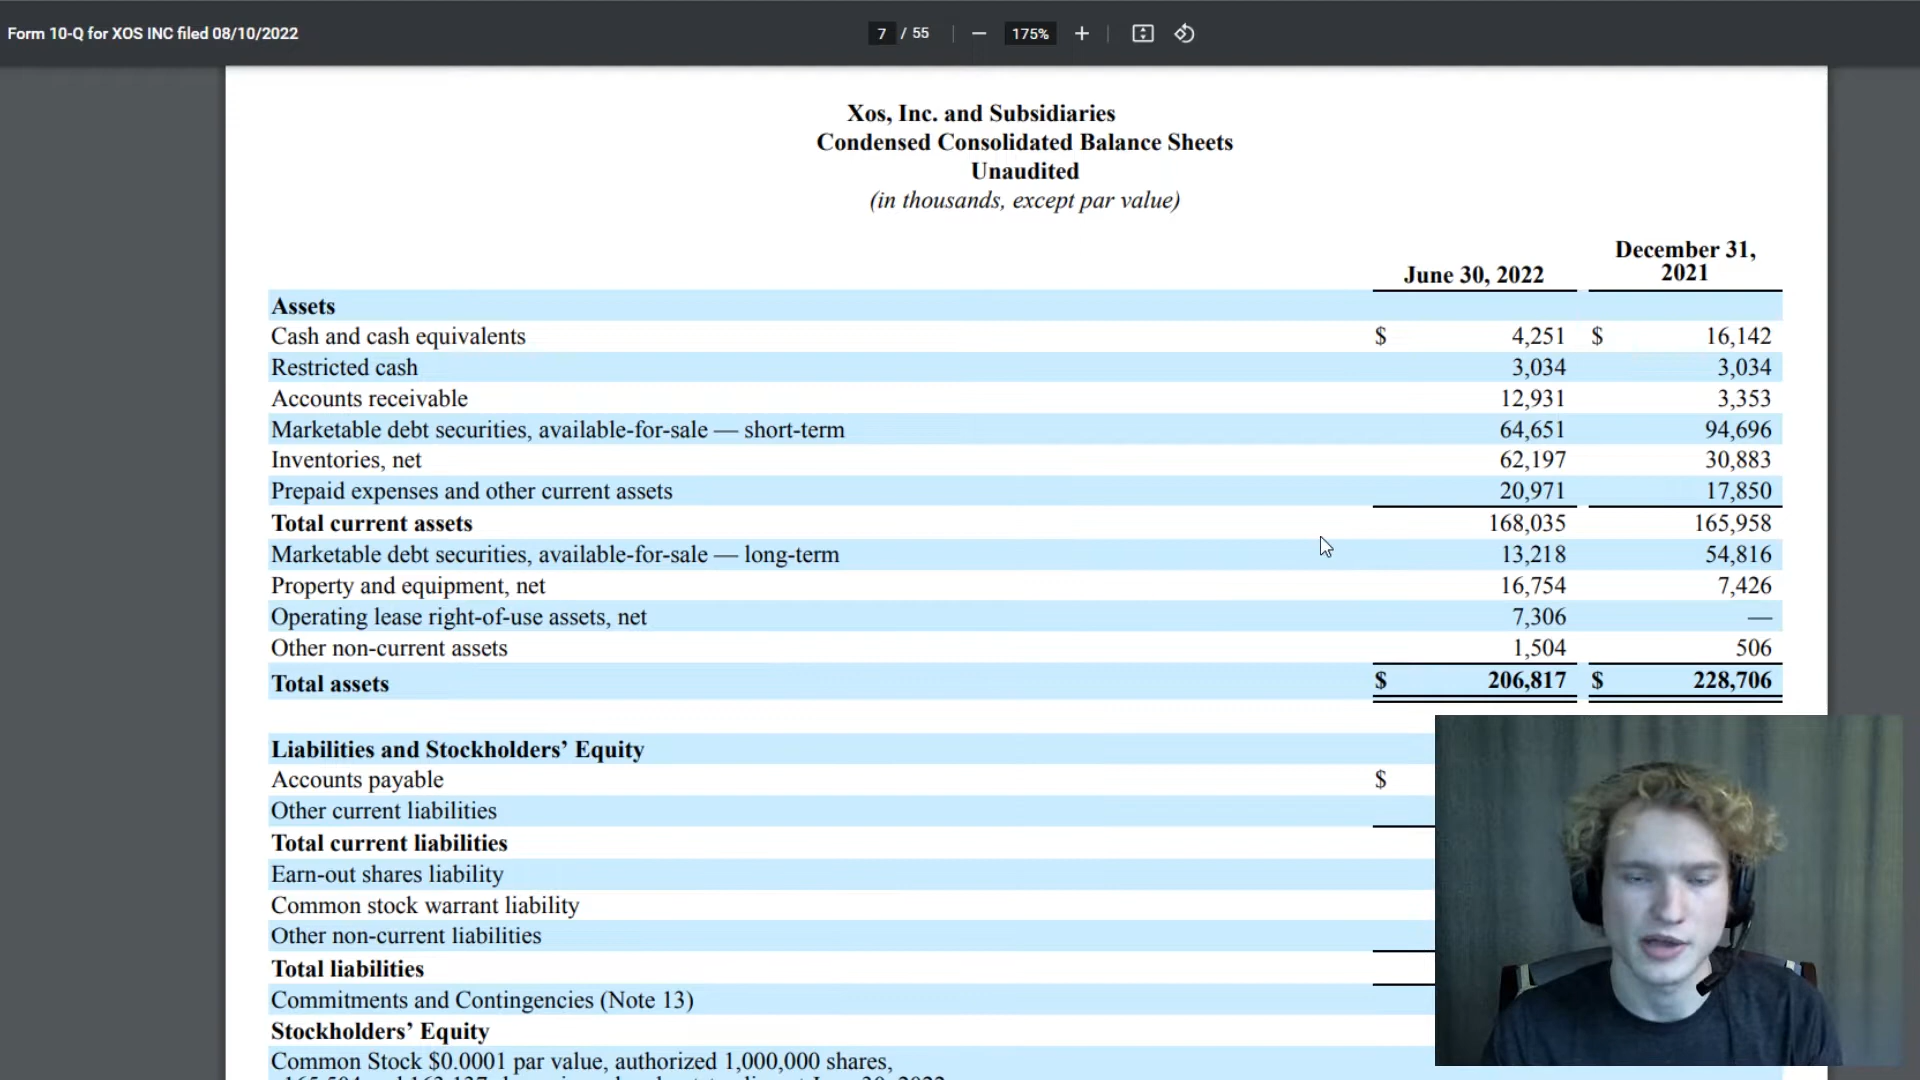 Form 10-Q for XOS INC filed 08/10/2022 7 / 55 175%
Xos, Inc. and Subsidiaries
Condensed Consolidated Balance Sheets
Unaudited
(in thousands, except par value)
June 30, 2022 December 31, 2021
Assets
Cash and cash equivalents $ 4,251 $ 16,142
Restricted cash 3,034 3,034
Accounts receivable 12,931 3,353
Marketable debt securities, available-for-sale — short-term 64,651 94,696
Inventories, net 62,197 30,883
Prepaid expenses and other current assets 20,971 17,850
Total current assets 168,035 165,958
Marketable debt securities, available-for-sale — long-term 13,218 54,816
Property and equipment, net 16,754 7,426
Operating lease right-of-use assets, net 7,306 —
Other non-current assets 1,504 506
Total assets $ 206,817 $ 228,706
Liabilities and Stockholders’ Equity
Accounts payable $
Other current liabilities
Total current liabilities
Earn-out shares liability
Common stock warrant liability
Other non-current liabilities
Total liabilities
Commitments and Contingencies (Note 13)
Stockholders’ Equity
Common Stock $0.0001 par value, authorized 1,000,000 shares,